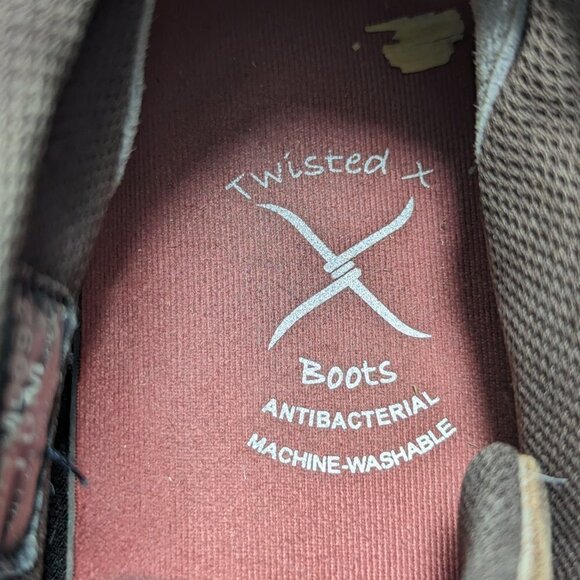 Twisted X
Boots
ANTIBACTERIAL
MACHINE-WASHABLE